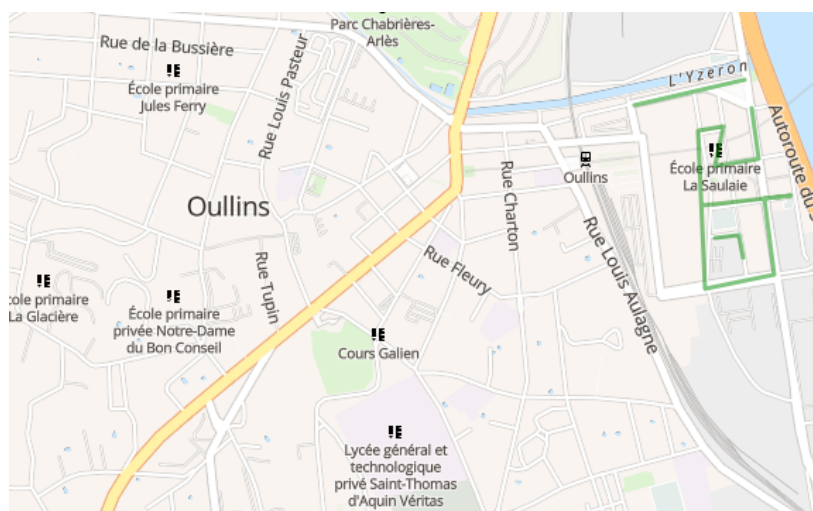 Parc Chabrières-
Arlès
Rue de la Bussière
École primaire
Jules Ferry
Rue Louis Pasteur
L'Yzeron
Autoroute du
École primaire
La Saulaie
Oullins
Rue Charton
Oullins
Rue Fleury
Rue Louis Aulagne
Rue Tupin
cole primaire
La Glacière
École primaire
privée Notre-Dame
du Bon Conseil
Cours Galien
Lycée général et
technologique
privé Saint-Thomas
d'Aquin Véritas